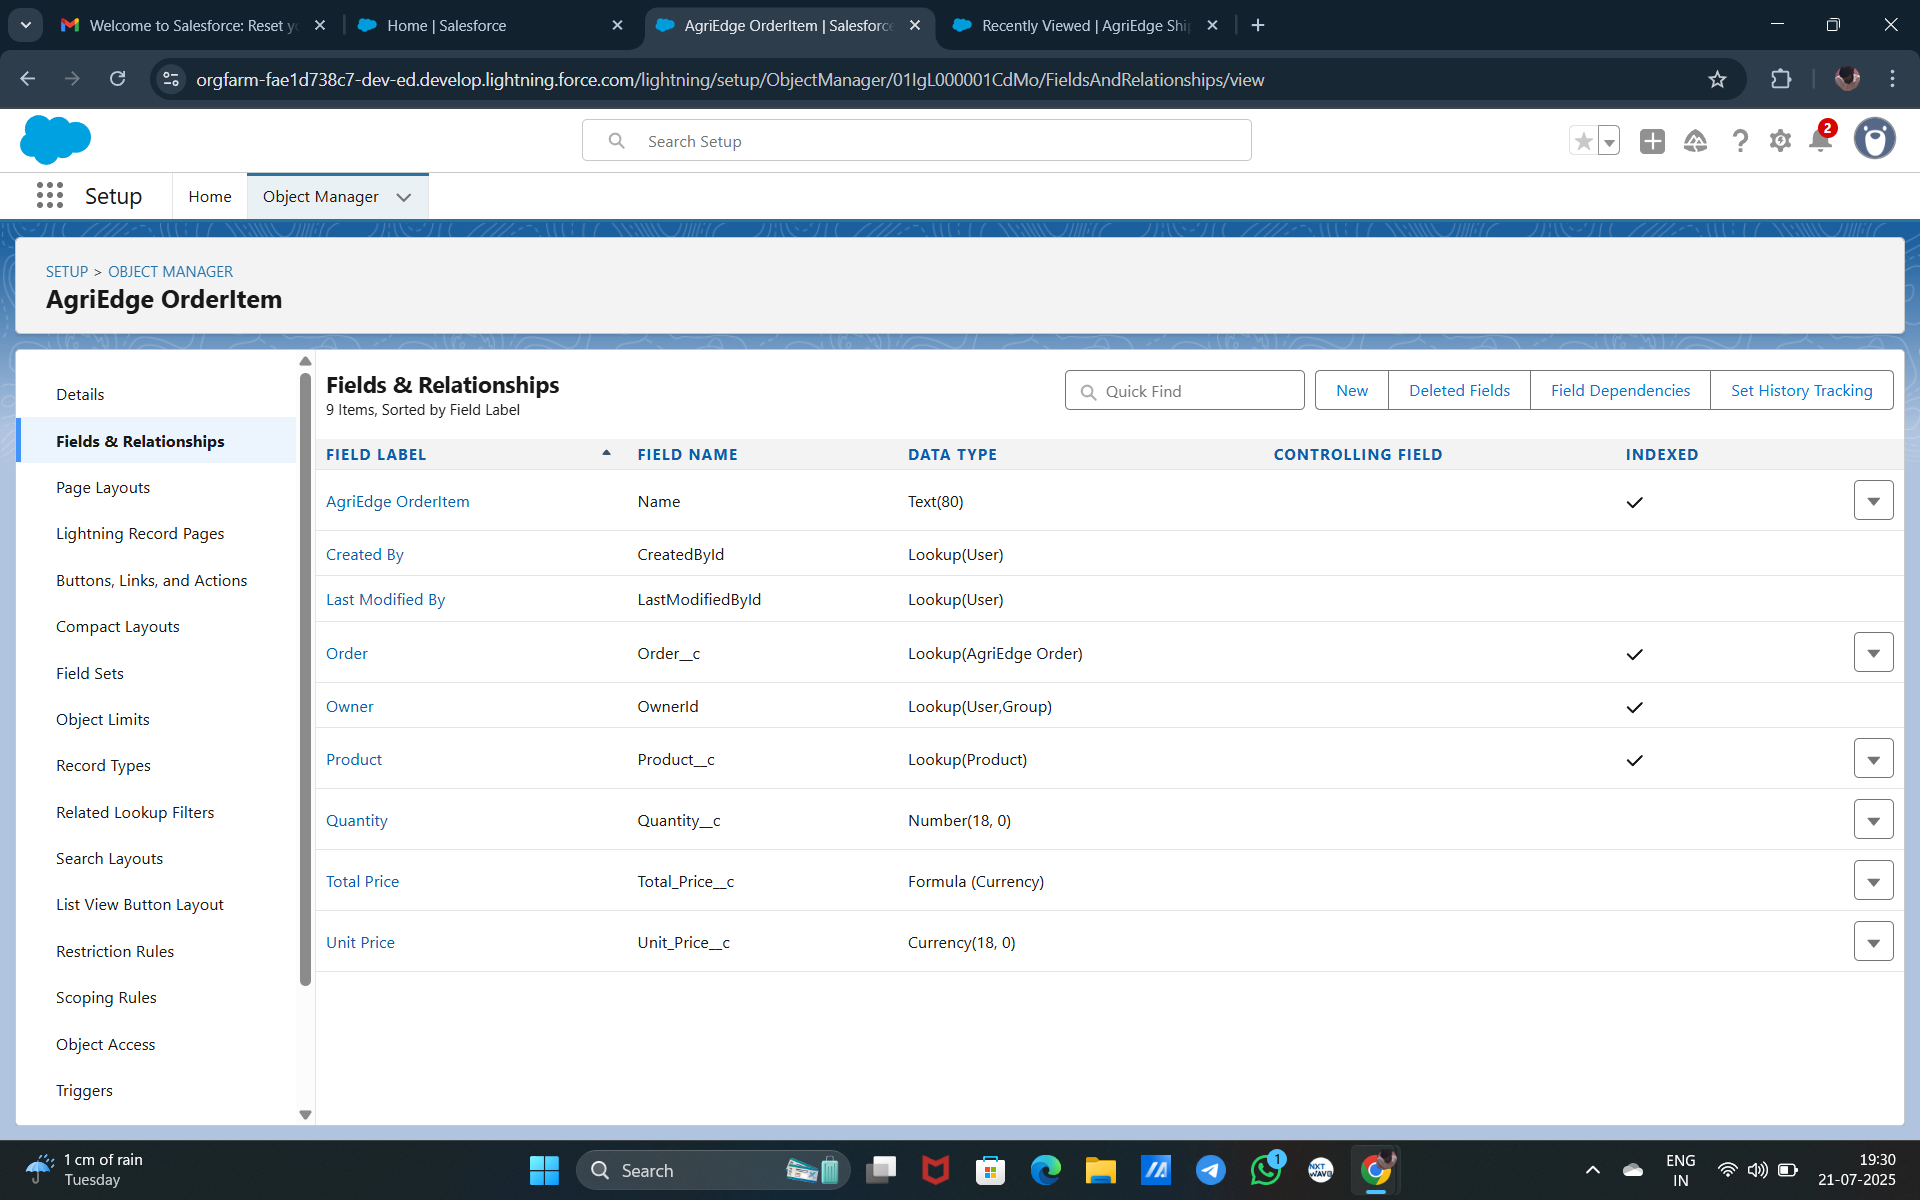 Welcome to Salesforce: Reset yo
Home | Salesforce
AgriEdge OrderItem | Salesforce
Recently Viewed | AgriEdge Ship
orgfarm-fae1d738c7-dev-ed.develop.lightning.force.com/lightning/setup/ObjectManager/01IgL000001CdMo/FieldsAndRelationships/view
Search Setup
2
Setup
Home
Object Manager
SETUP > OBJECT MANAGER
AgriEdge OrderItem
Details
Fields & Relationships
Page Layouts
Lightning Record Pages
Buttons, Links, and Actions
Compact Layouts
Field Sets
Object Limits
Record Types
Related Lookup Filters
Search Layouts
List View Button Layout
Restriction Rules
Scoping Rules
Object Access
Triggers
Fields & Relationships
9 Items, Sorted by Field Label
Quick Find
New
Deleted Fields
Field Dependencies
Set History Tracking
FIELD LABEL FIELD NAME DATA TYPE CONTROLLING FIELD INDEXED
AgriEdge OrderItem Name Text(80)
Created By CreatedById Lookup(User)
Last Modified By LastModifiedById Lookup(User)
Order Order__c Lookup(AgriEdge Order)
Owner OwnerId Lookup(User,Group)
Product Product__c Lookup(Product)
Quantity Quantity__c Number(18, 0)
Total Price Total_Price__c Formula (Currency)
Unit Price Unit_Price__c Currency(18, 0)
1 cm of rain
Tuesday
Search
1
NXT
WAVE
ENG
IN
19:30
21-07-2025